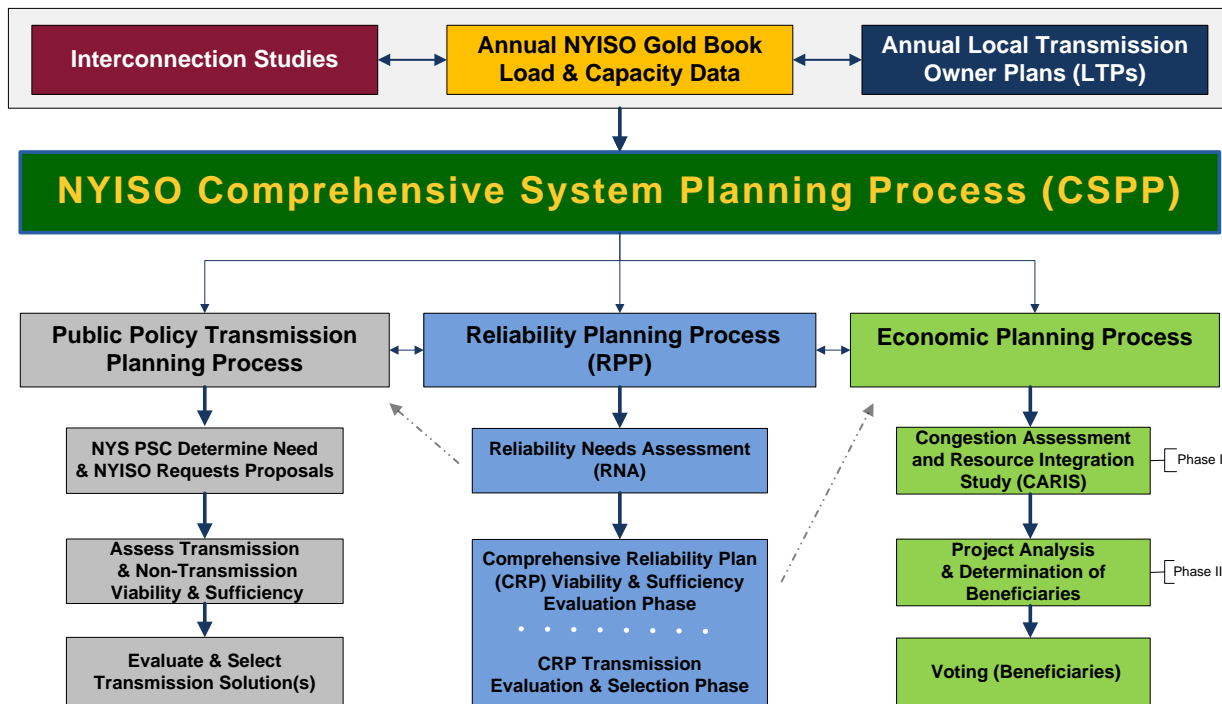 Interconnection Studies
Annual NYISO Gold Book
Load & Capacity Data
Annual Local Transmission
Owner Plans (LTPs)
NYISO Comprehensive System Planning Process (CSPP)
Public Policy Transmission
Planning Process
Reliability Planning Process
(RPP)
Economic Planning Process
NYS PSC Determine Need
& NYISO Requests Proposals
Reliability Needs Assessment
(RNA)
Congestion Assessment
and Resource Integration
Study (CARIS)
Phase I
Assess Transmission
& Non-Transmission
Viability & Sufficiency
Comprehensive Reliability Plan
(CRP) Viability & Sufficiency
Evaluation Phase
Project Analysis
& Determination of
Beneficiaries
Phase II
Evaluate & Select
Transmission Solution(s)
CRP Transmission
Evaluation & Selection Phase
Voting (Beneficiaries)